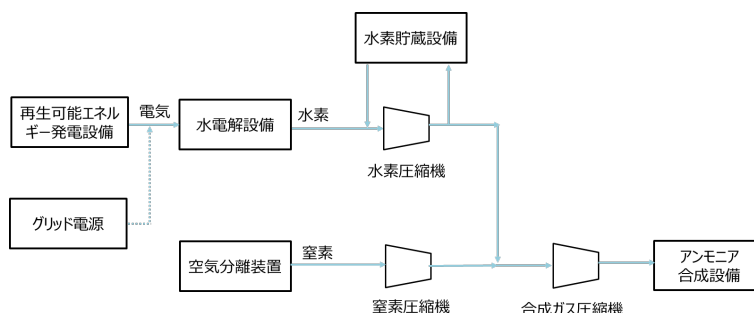 水素貯蔵設備
再生可能エネル
ギー発電設備
電気
水電解設備
水素
水素圧縮機
グリッド電源
空気分離装置
窒素
窒素圧縮機
合成ガス圧縮機
アンモニア
合成設備